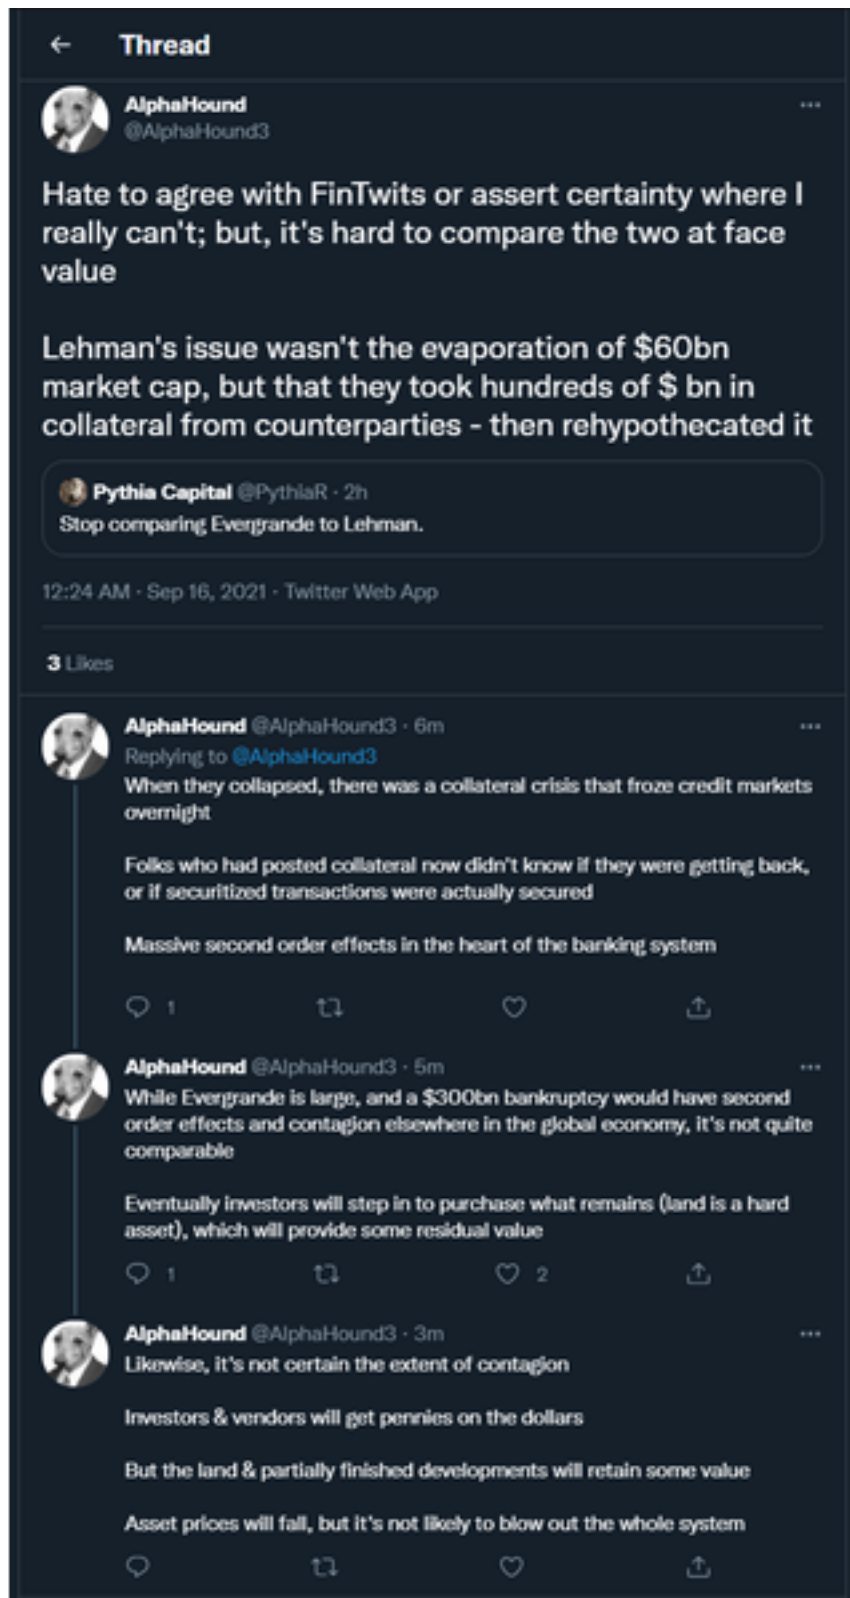 Thread
AlphaHound
@AlphaHound3
Hate to agree with FinTwits or assert certainty where I
really can't; but, it's hard to compare the two at face
value
Lehman's issue wasn't the evaporation of $60bn
market cap, but that they took hundreds of $ bn in
collateral from counterparties - then rehypothecated it
Pythia Capital @PythiaR · 2h
Stop comparing Evergrande to Lehman.
12:24 AM · Sep 16, 2021 · Twitter Web App
3 Likes
AlphaHound @AlphaHound3 · 6m
Replying to @AlphaHound3
When they collapsed, there was a collateral crisis that froze credit markets
overnight
Folks who had posted collateral now didn't know if they were getting back,
or if securitized transactions were actually secured
Massive second order effects in the heart of the banking system
1
AlphaHound @AlphaHound3 · 5m
While Evergrande is large, and a $300bn bankruptcy would have second
order effects and contagion elsewhere in the global economy, it's not quite
comparable
Eventually investors will step in to purchase what remains (land is a hard
asset), which will provide some residual value
1 2
AlphaHound @AlphaHound3 · 3m
Likewise, it's not certain the extent of contagion
Investors & vendors will get pennies on the dollars
But the land & partially finished developments will retain some value
Asset prices will fall, but it's not likely to blow out the whole system